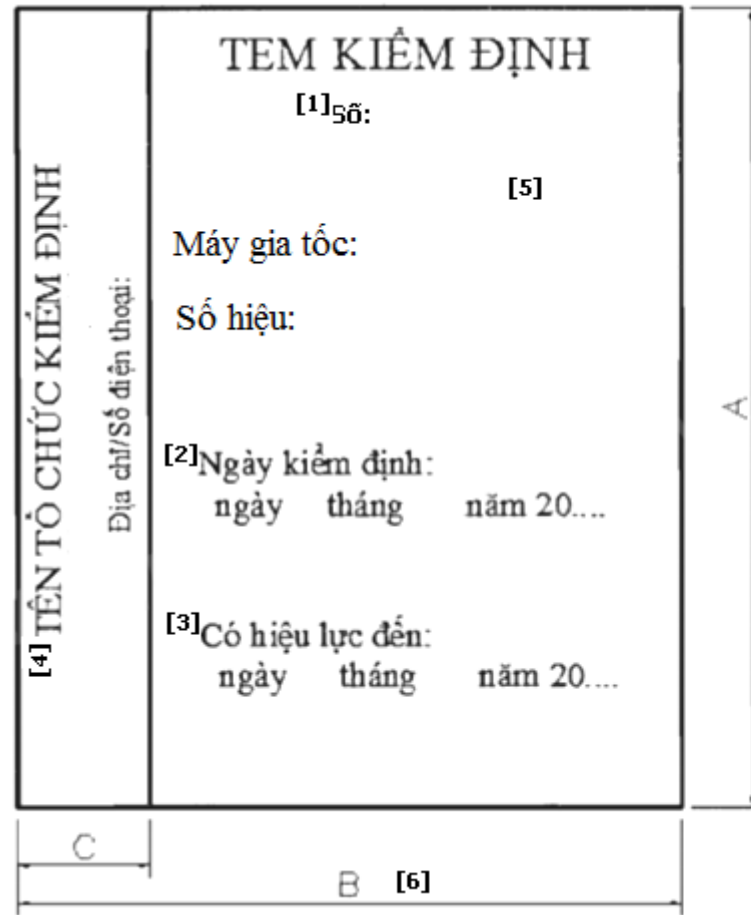 TEM KIỂM ĐỊNH
[1]Số:
[5]
Máy gia tốc:
Số hiệu:
[2]Ngày kiểm định:
ngày tháng năm 20....
[3]Có hiệu lực đến:
ngày tháng năm 20....
[4]TÊN TỔ CHỨC KIỂM ĐỊNH
Địa chỉ/Số điện thoại:
A
C
B [6]